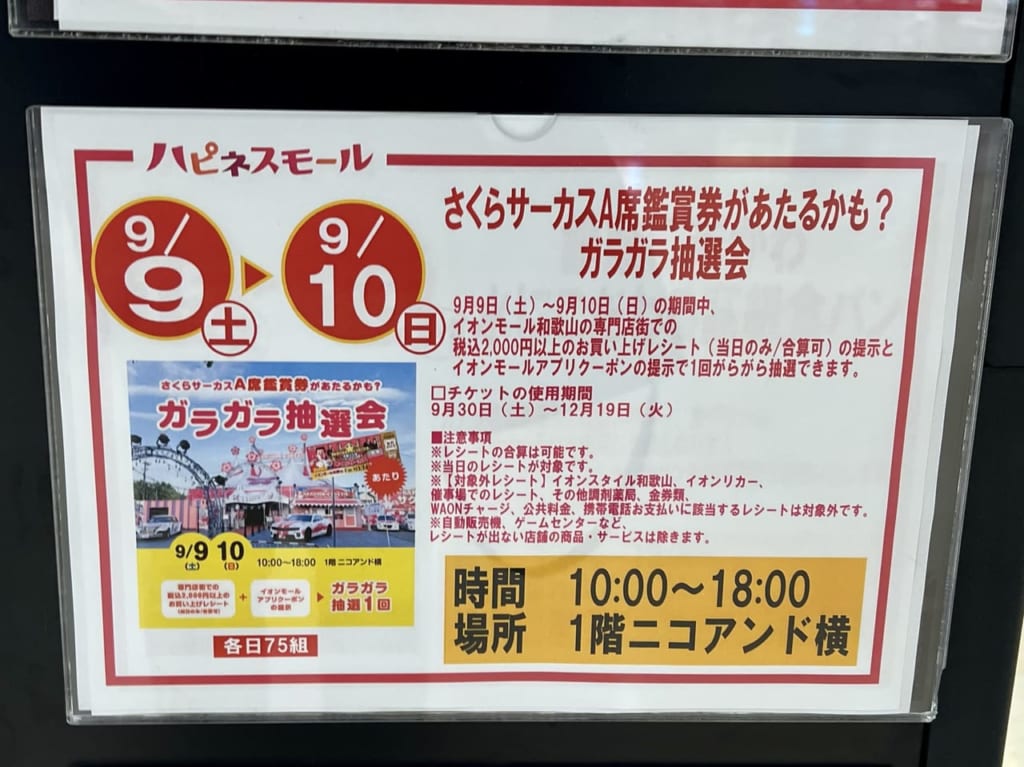 ハピネスモール
9/9
土
9/10
日
さくらサーカスA席鑑賞券があたるかも？
ガラガラ抽選会
9月9日（土）～9月10日（日）の期間中、
イオンモール和歌山の専門店街での
税込2,000円以上のお買い上げレシート（当日のみ/合算可）の提示と
イオンモールアプリクーポンの提示で1回がらがら抽選できます。
□チケットの使用期間
9月30日（土）～12月19日（火）
■注意事項
※レシートの合算は可能です。
※当日のレシートが対象です。
※【対象外レシート】イオンスタイル和歌山、イオンリカー、
催事場でのレシート、その他調剤薬局、金券類、
WAONチャージ、公共料金、携帯電話お支払いに該当するレシートは対象外です。
※自動販売機、ゲームセンターなど、
レシートが出ない店舗の商品・サービスは除きます。
時間 10:00～18:00
場所 1階ニコアンド横
さくらサーカスA席鑑賞券があたるかも？
ガラガラ抽選会
あたり
9/9 10
(土) (日)
10:00～18:00 1階 ニコアンド横
専門店街での
税込2,000円以上の
お買い上げレシート
(当日のみ/合算可)
+
イオンモール
アプリクーポン
の提示
ガラガラ
抽選1回
各日75組